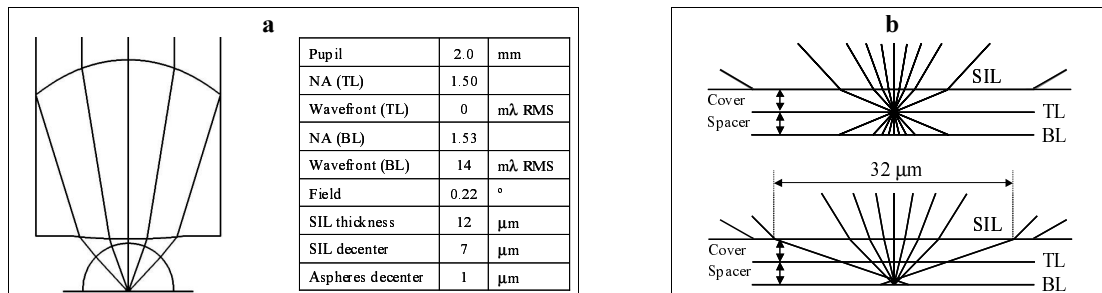 a
Pupil 2.0 mm
NA (TL) 1.50
Wavefront (TL) 0 mλ RMS
NA (BL) 1.53
Wavefront (BL) 14 mλ RMS
Field 0.22 °
SIL thickness 12 μm
SIL decenter 7 μm
Aspheres decenter 1 μm
b
SIL
Cover
TL
Spacer
BL
32 μm
SIL
Cover
TL
Spacer
BL